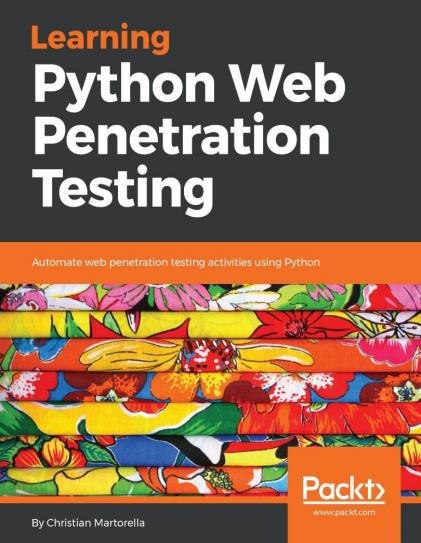 Learning
Python Web
Penetration
Testing
Automate web penetration testing activities using Python
Packt>
www.packt.com
By Christian Martorella